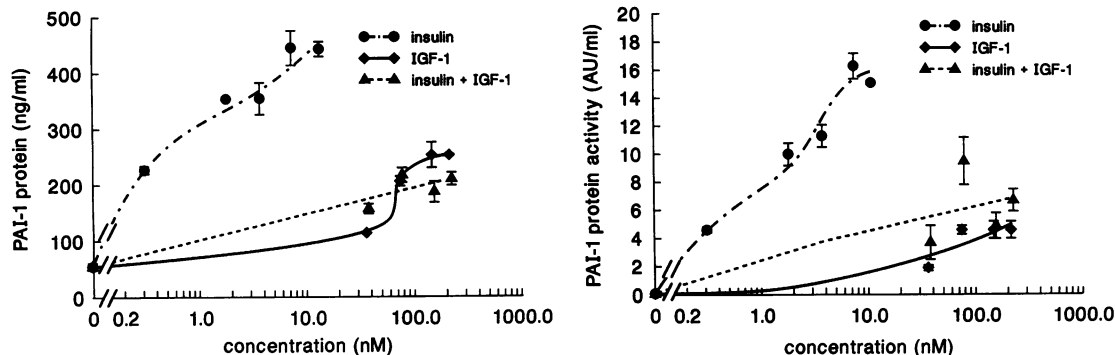 PAI-1 protein (ng/ml)
500
400
300
200
100
0
insulin
IGF-1
insulin + IGF-1
0 0.2 1.0 10.0 100.0 1000.0
concentration (nM)
PAI-1 protein activity (AU/ml)
20
18
16
14
12
10
8
6
4
2
0
insulin
IGF-1
insulin + IGF-1
0 0.2 1.0 10.0 100.0 1000.0
concentration (nM)